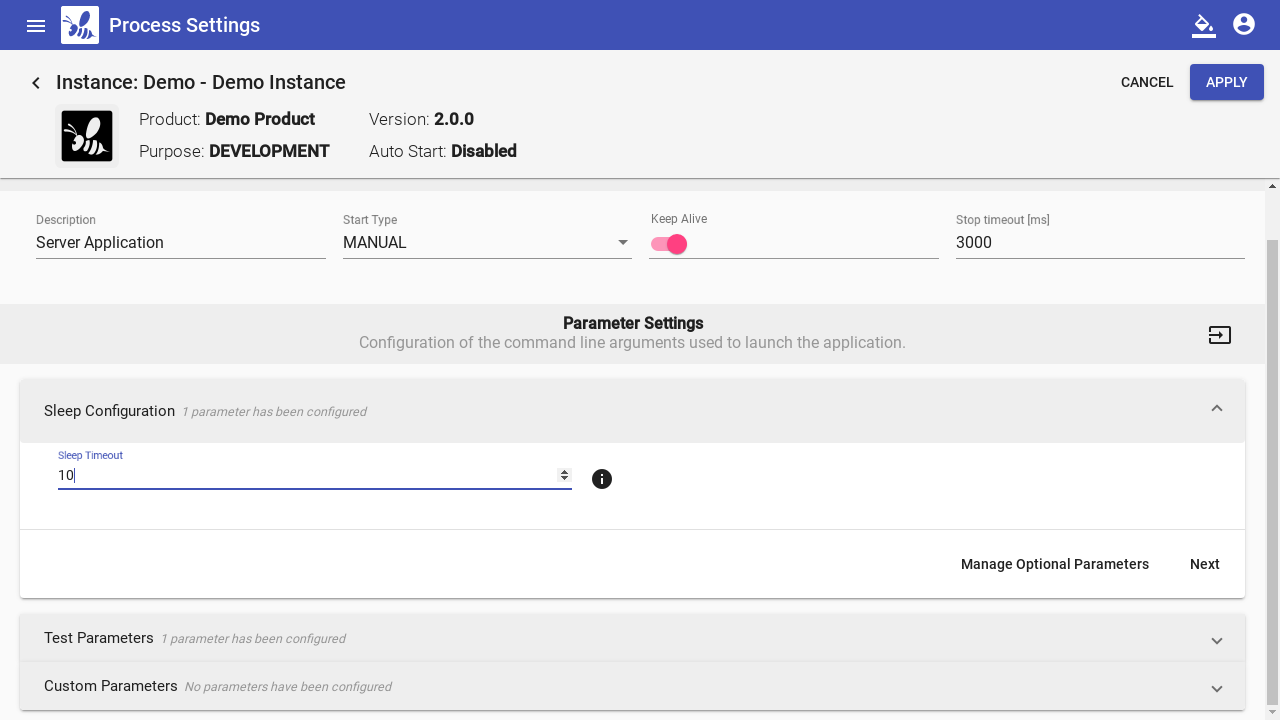 Process Settings
Instance: Demo - Demo Instance
CANCEL
APPLY
Product: Demo Product
Version: 2.0.0
Purpose: DEVELOPMENT
Auto Start: Disabled
Description
Start Type
Keep Alive
Stop timeout [ms]
Server Application
MANUAL
3000
Parameter Settings
Configuration of the command line arguments used to launch the application.
Sleep Configuration 1 parameter has been configured
Sleep Timeout
10
Manage Optional Parameters
Next
Test Parameters 1 parameter has been configured
Custom Parameters No parameters have been configured